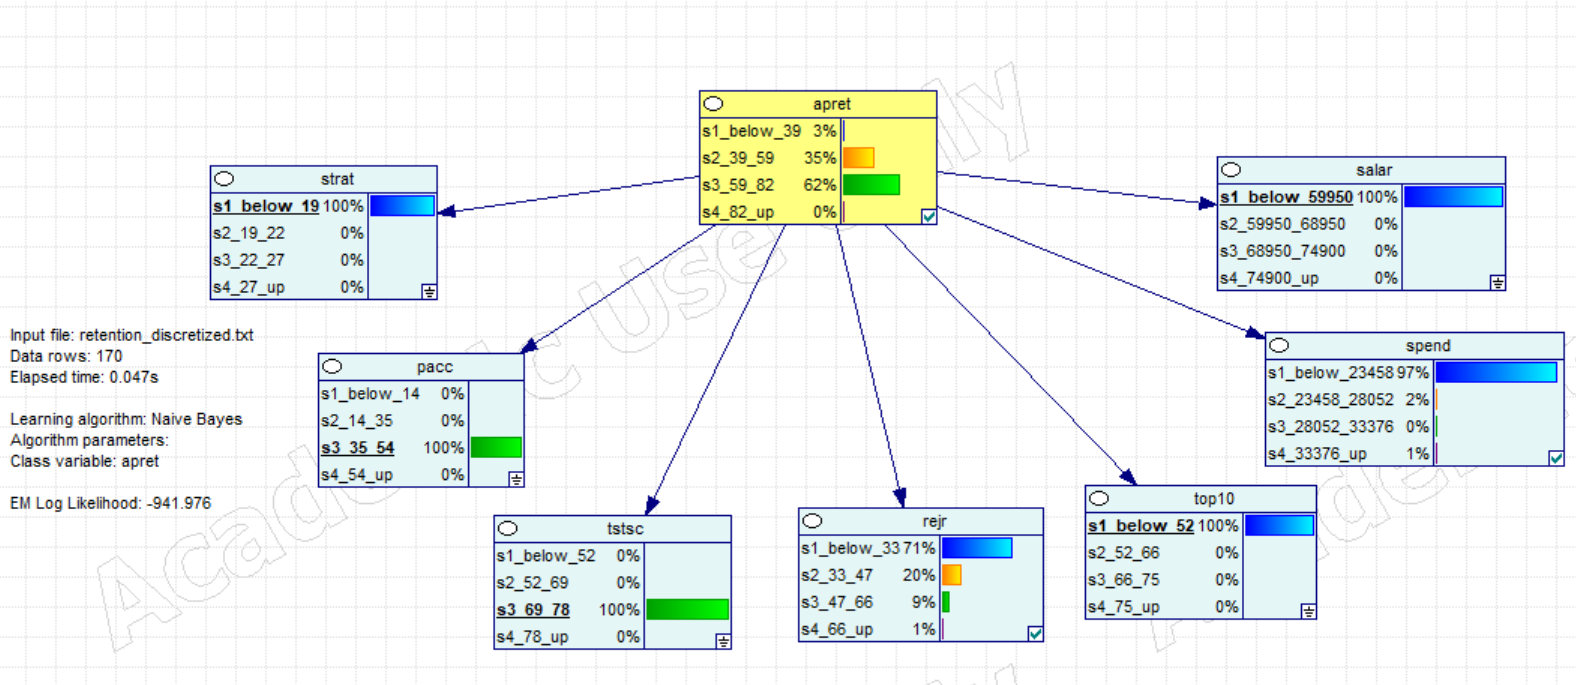 apret
s1_below_39 3%
s2_39_59 35%
s3_59_82 62%
s4_82_up 0%
strat
s1_below_19 100%
s2_19_22 0%
s3_22_27 0%
s4_27_up 0%
salar
s1_below_59950 100%
s2_59950_68950 0%
s3_68950_74900 0%
s4_74900_up 0%
Input file: retention_discretized.txt
Data rows: 170
Elapsed time: 0.047s
Learning algorithm: Naive Bayes
Algorithm parameters:
Class variable: apret
EM Log Likelihood: -941.976
pacc
s1_below_14 0%
s2_14_35 0%
s3_35_54 100%
s4_54_up 0%
spend
s1_below_23458 97%
s2_23458_28052 2%
s3_28052_33376 0%
s4_33376_up 1%
tstsc
s1_below_52 0%
s2_52_69 0%
s3_69_78 100%
s4_78_up 0%
rejr
s1_below_33 71%
s2_33_47 20%
s3_47_66 9%
s4_66_up 1%
top10
s1_below_52 100%
s2_52_66 0%
s3_66_75 0%
s4_75_up 0%
Academic Use Only